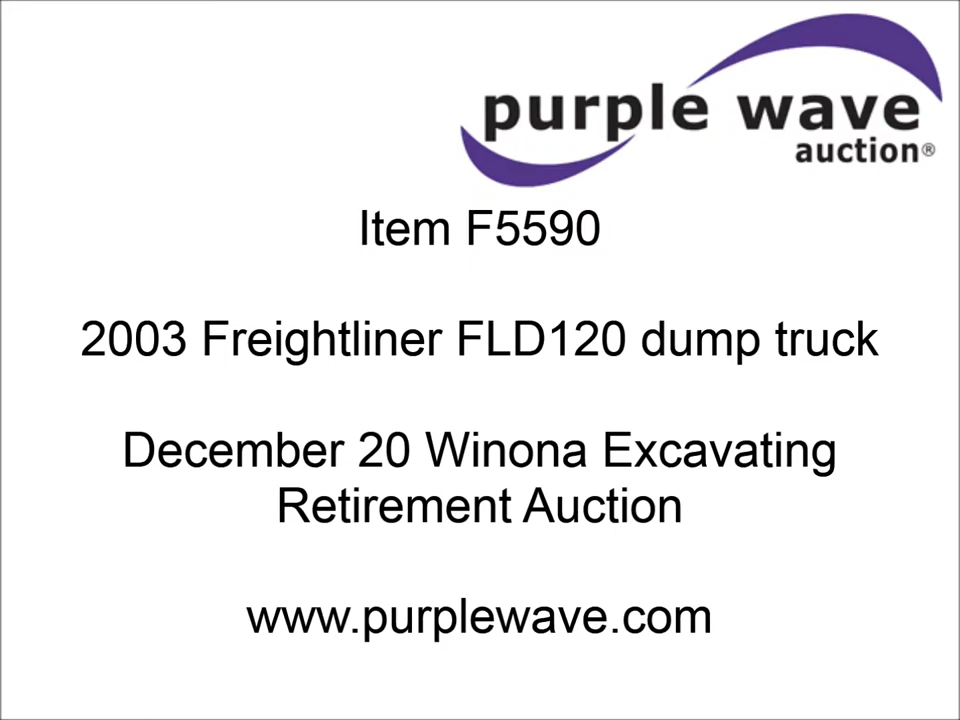 purple wave
auction®
Item F5590
2003 Freightliner FLD120 dump truck
December 20 Winona Excavating
Retirement Auction
www.purplewave.com